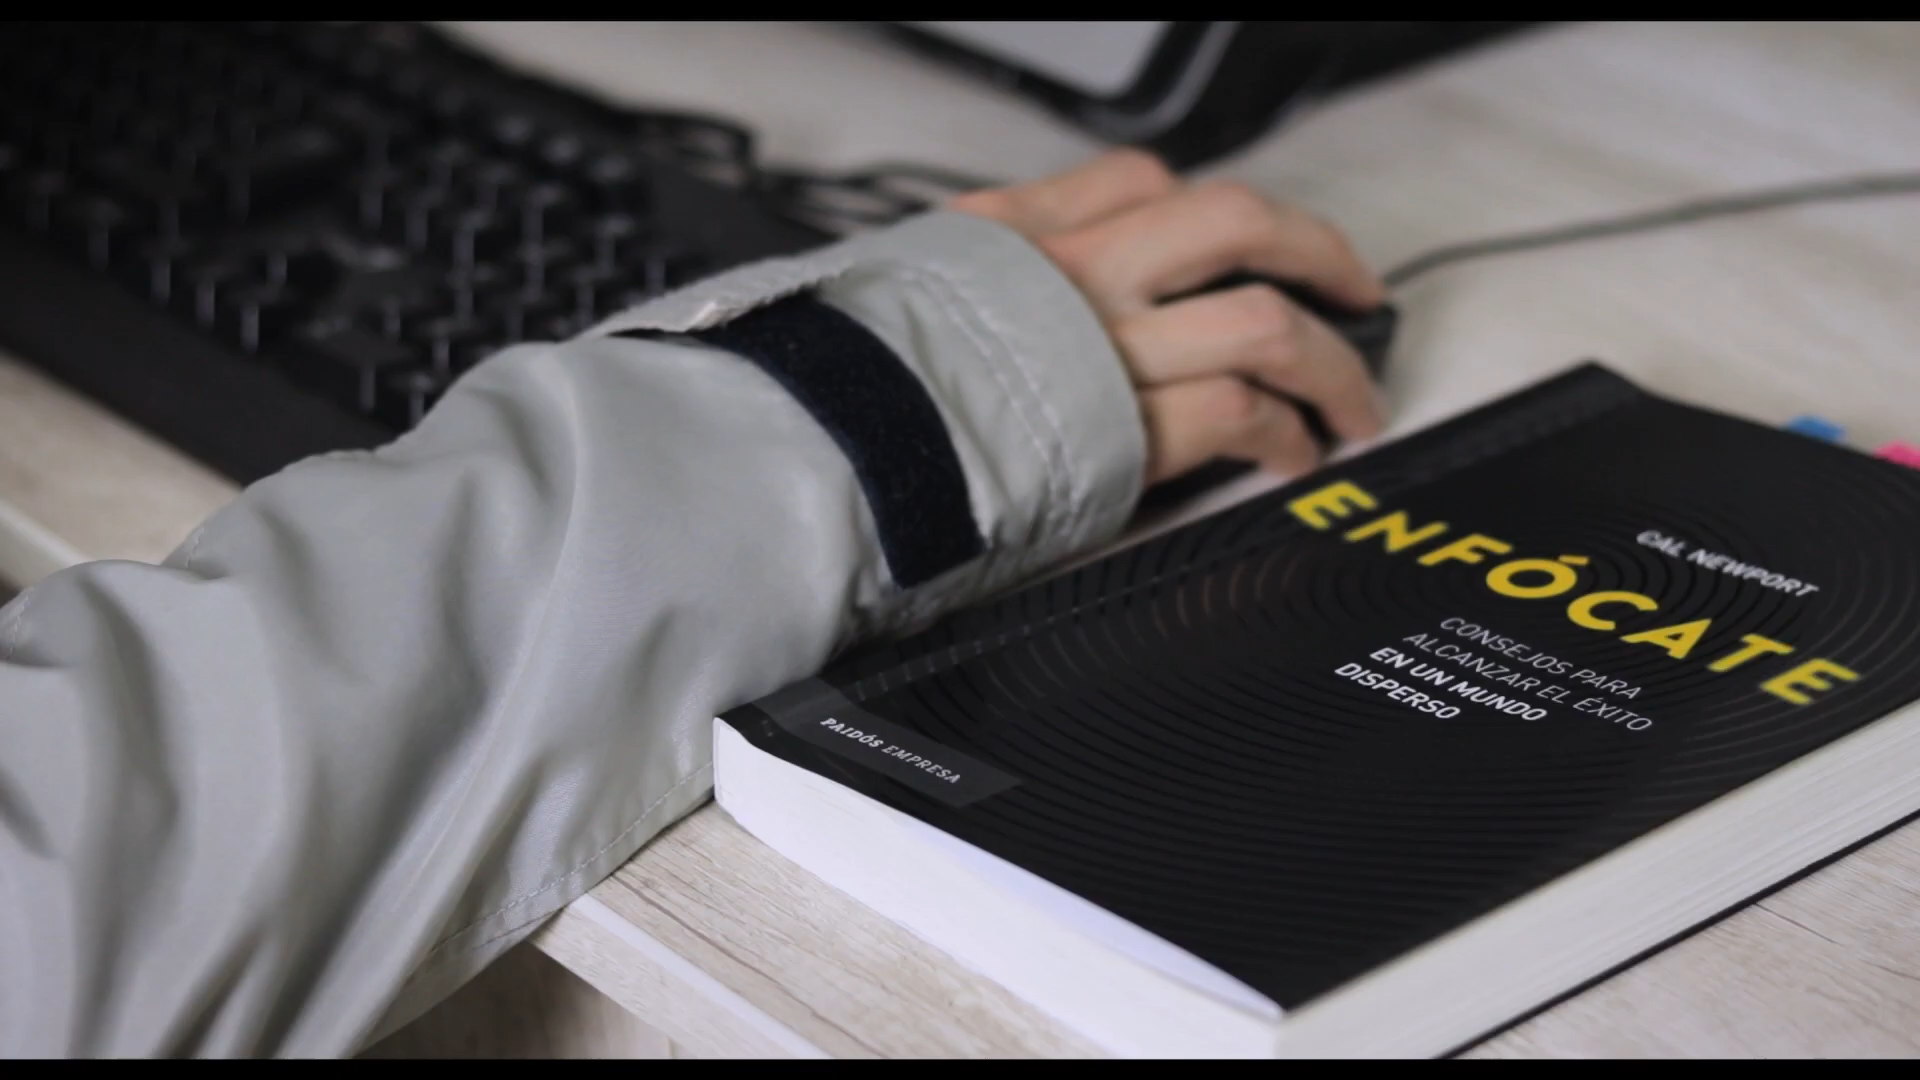 CAL NEWPORT
ENFÓCATE
CONSEJOS PARA
ALCANZAR EL ÉXITO
EN UN MUNDO
DISPERSO
PAIDÓS EMPRESA